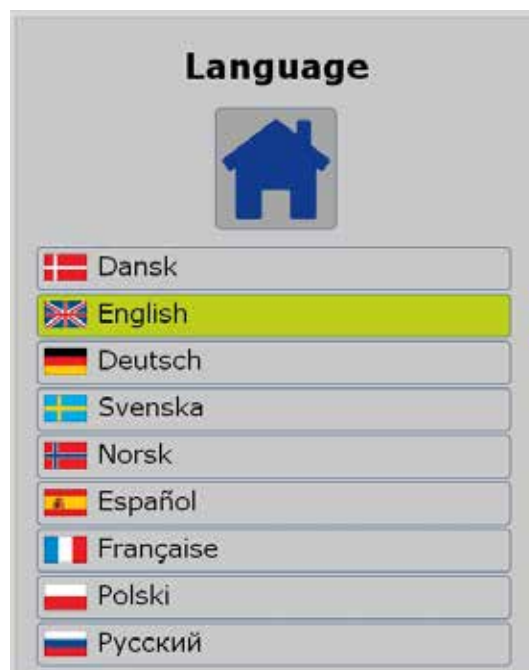 Language
Dansk
English
Deutsch
Svenska
Norsk
Español
Française
Polski
Русский